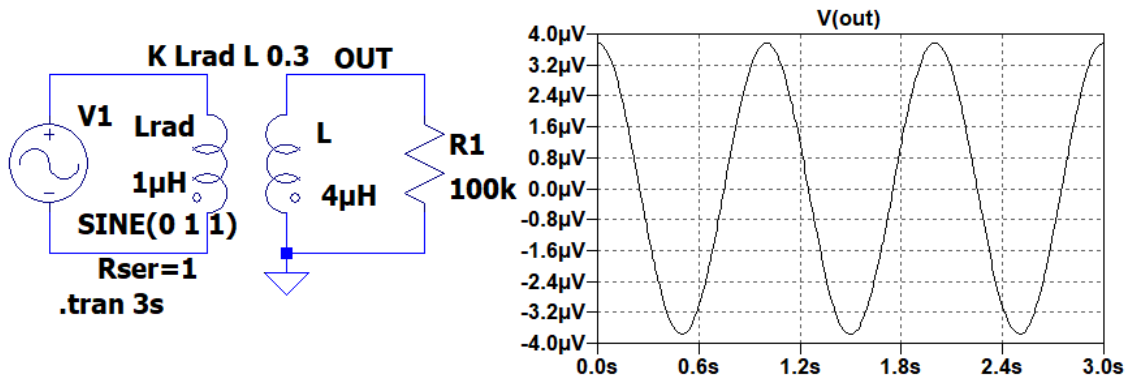 K Lrad L 0.3
OUT
V1
Lrad
L
R1
1µH
4µH
100k
SINE(0 1 1)
Rser=1
.tran 3s
V(out)
4.0µV
3.2µV
2.4µV
1.6µV
0.8µV
0.0µV
-0.8µV
-1.6µV
-2.4µV
-3.2µV
-4.0µV
0.0s
0.6s
1.2s
1.8s
2.4s
3.0s